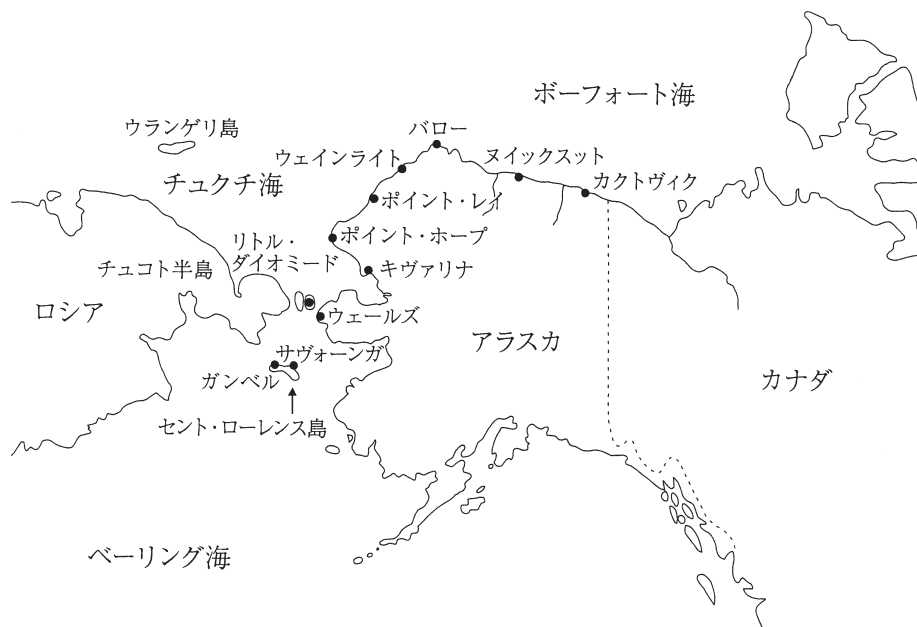 ボーフォート海
ウランゲリ島
バロー
ウェインライト
ヌイックスット
チュクチ海
カクトヴィク
ポイント・レイ
リトル・
ダイオミード
ポイント・ホープ
チュコト半島
キヴァリナ
ロシア
ウェールズ
アラスカ
サヴォーンガ
ガンベル
カナダ
セント・ローレンス島
ベーリング海